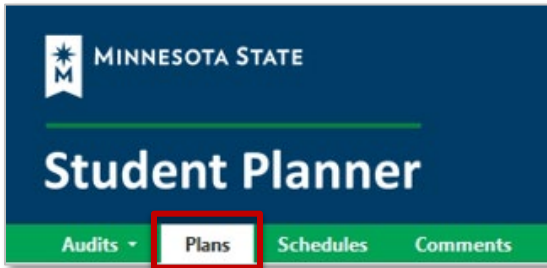 M
MINNESOTA STATE
Student Planner
Audits Plans Schedules Comments